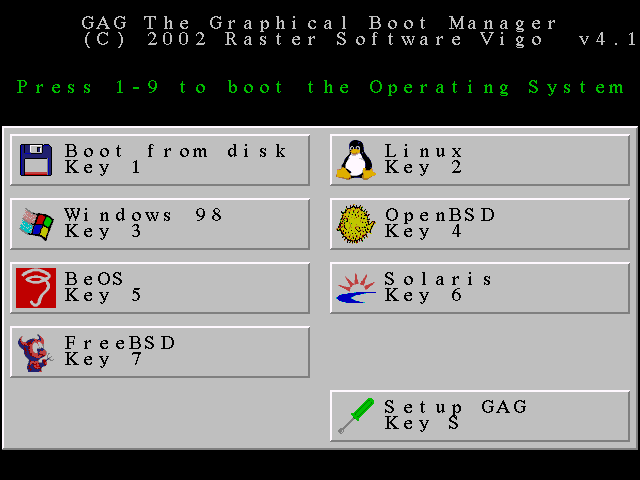 GAG The Graphical Boot Manager
(C) 2002 Raster Software Vigo v4.1
Press 1-9 to boot the Operating System
Boot from disk
Key 1
Linux
Key 2
Windows 98
Key 3
OpenBSD
Key 4
BeOS
Key 5
Solaris
Key 6
FreeBSD
Key 7
Setup GAG
Key S